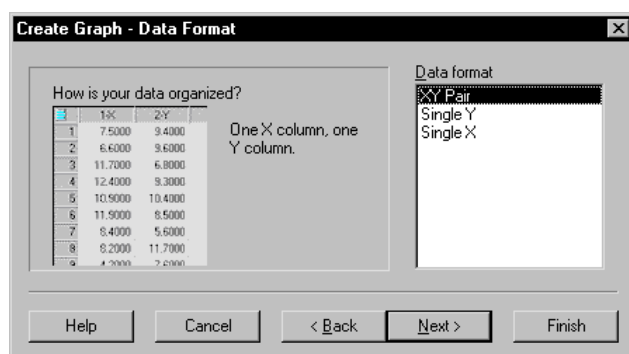 Create Graph - Data Format
How is your data organized?
1-X 2-Y
1 7.5000 9.4000
2 6.6000 9.6000
3 11.7000 6.8000
4 12.4000 9.3000
5 10.9000 10.4000
6 11.9000 8.5000
7 8.4000 5.6000
8 8.2000 11.7000
One X column, one
Y column.
Data format
XY Pair
Single Y
Single X
Help Cancel < Back Next > Finish